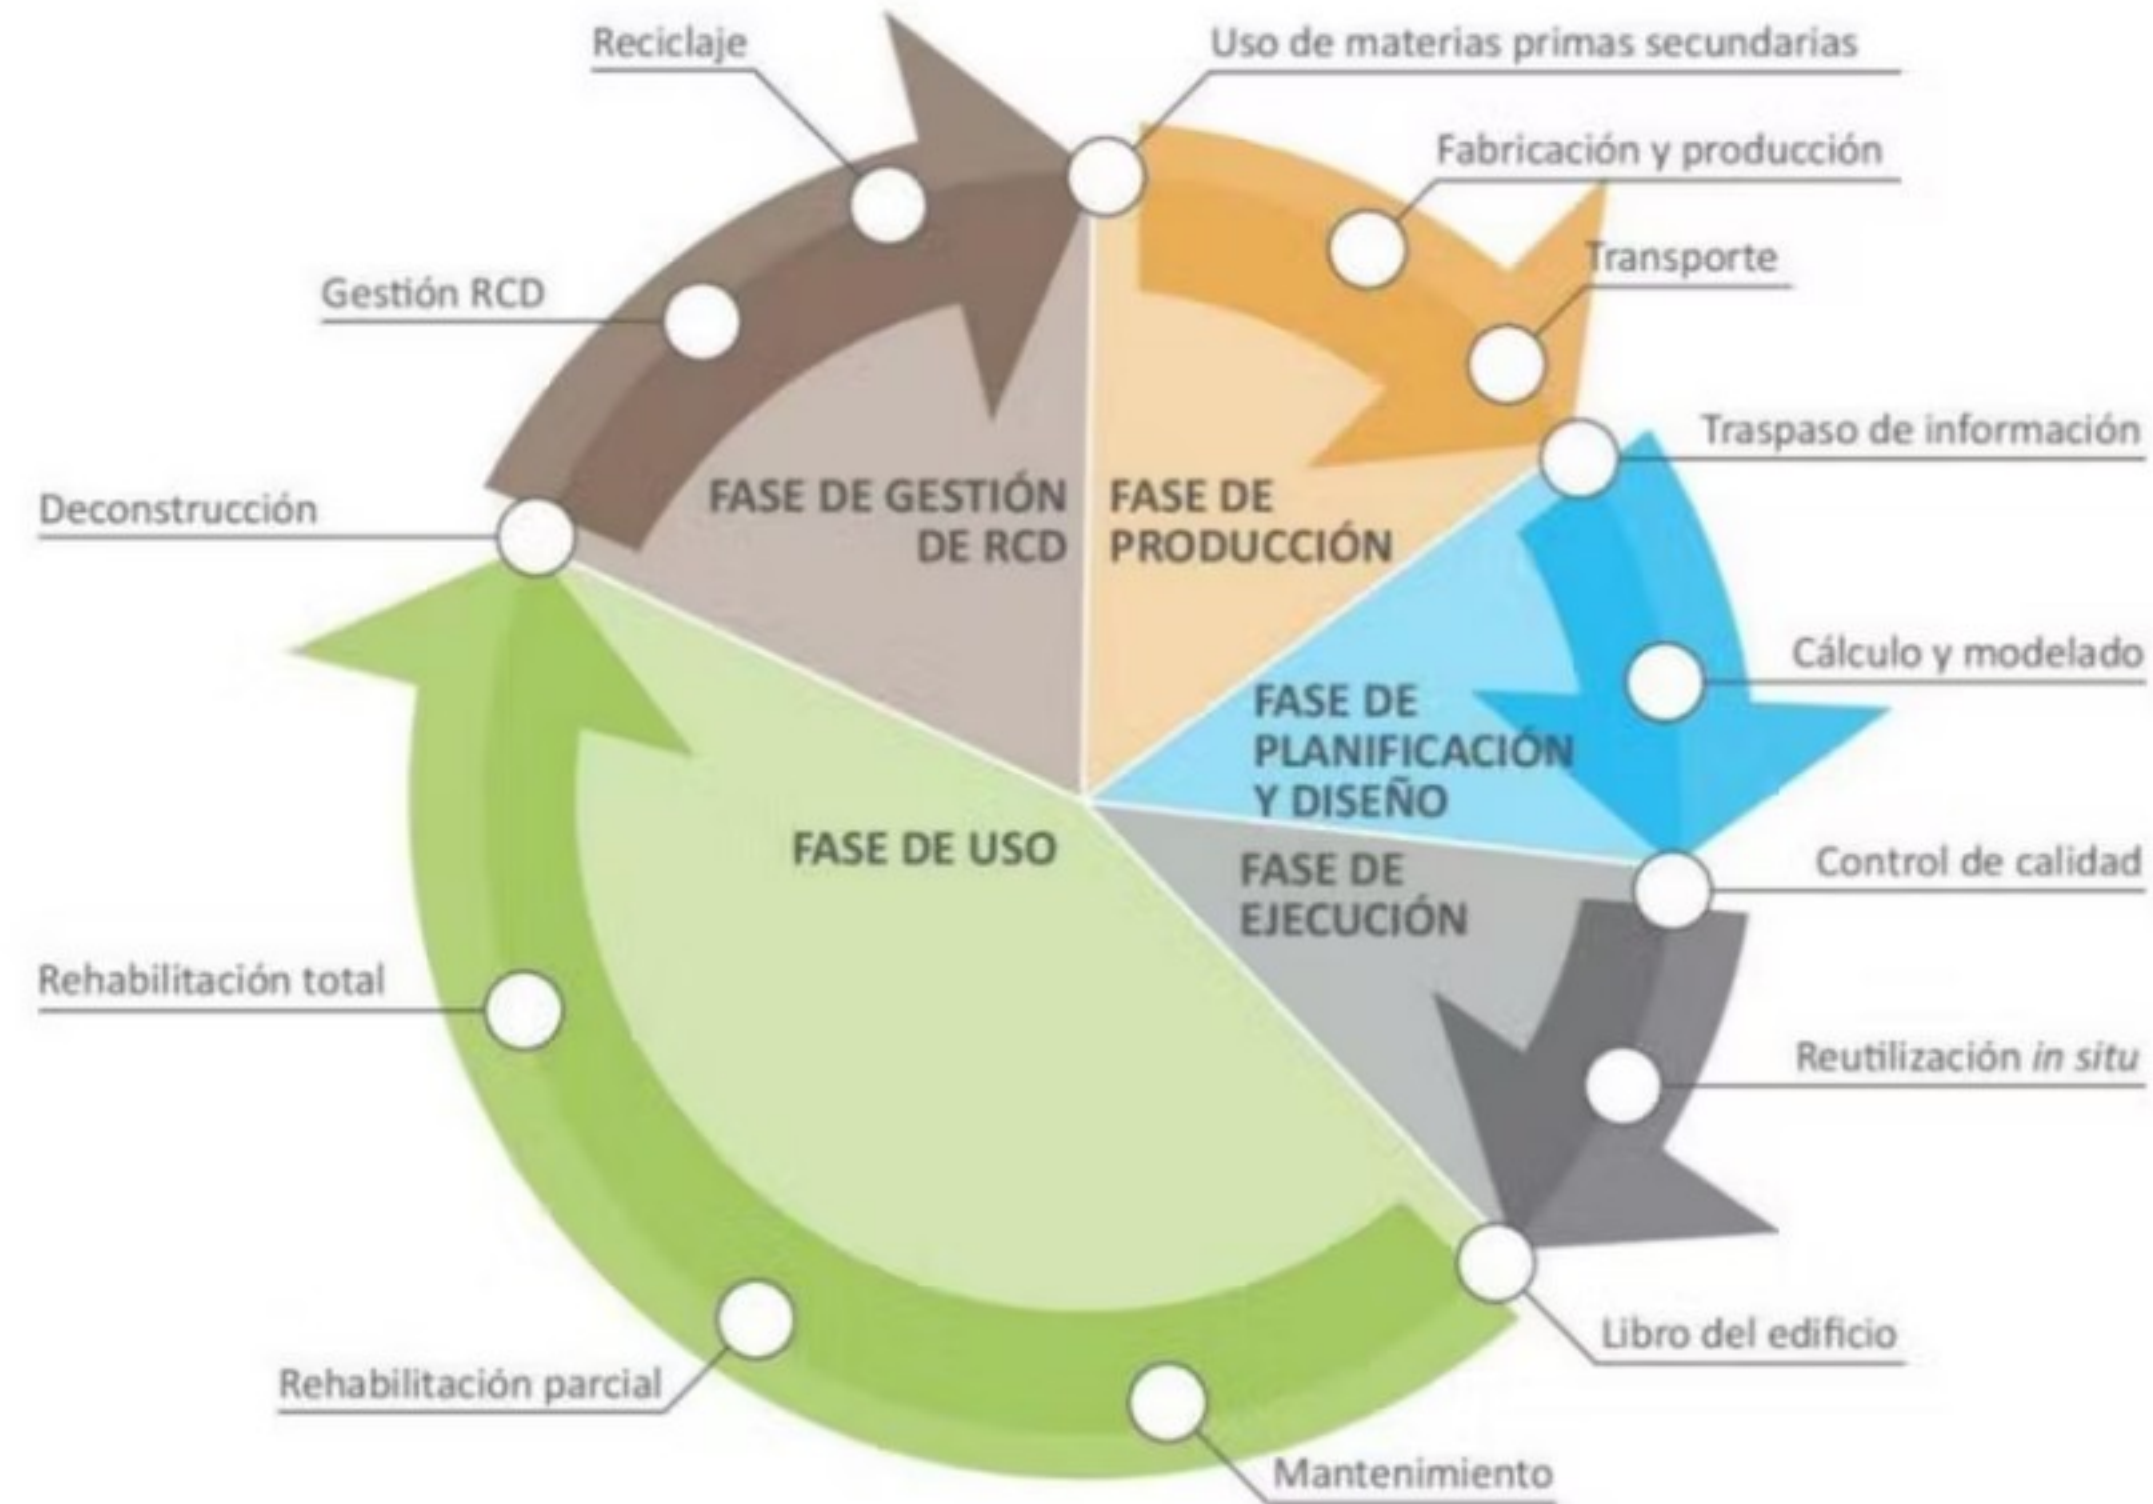 Reciclaje
Uso de materias primas secundarias
Fabricación y producción
Transporte
Gestión RCD
Traspaso de información
FASE DE GESTIÓN
DE RCD
FASE DE
PRODUCCIÓN
Deconstrucción
Cálculo y modelado
FASE DE
PLANIFICACIÓN
Y DISEÑO
FASE DE USO
FASE DE
EJECUCIÓN
Control de calidad
Rehabilitación total
Reutilización in situ
Libro del edificio
Rehabilitación parcial
Mantenimiento